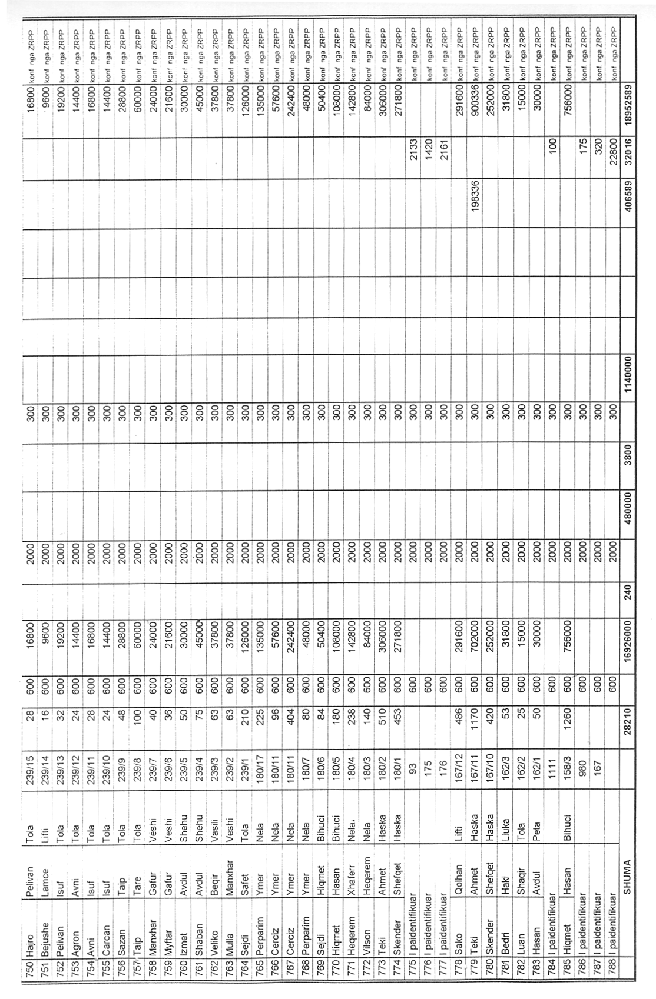 750 Hajro Pelivan Tola 239/15 28 600 16800 2000 300 16800 konf nga ZRPP
751 Bejushe Lamce Lifti 239/14 16 600 9600 2000 300 9600 konf nga ZRPP
752 Pelivan Isuf Tola 239/13 32 600 19200 2000 300 19200 konf nga ZRPP
753 Agron Avni Tola 239/12 24 600 14400 2000 300 14400 konf nga ZRPP
754 Avni Isuf Tola 239/11 28 600 16800 2000 300 16800 konf nga ZRPP
755 Carcan Isuf Tola 239/10 24 600 14400 2000 300 14400 konf nga ZRPP
756 Sazan Taip Tola 239/9 48 600 28800 2000 300 28800 konf nga ZRPP
757 Taip Tare Tola 239/8 100 600 60000 2000 300 60000 konf nga ZRPP
758 Manxhar Gafur Veshi 239/7 40 600 24000 2000 300 24000 konf nga ZRPP
759 Myftar Gafur Veshi 239/6 36 600 21600 2000 300 21600 konf nga ZRPP
760 Izmet Avdul Shehu 239/5 50 600 30000 2000 300 30000 konf nga ZRPP
761 Shaban Avdul Shehu 239/4 75 600 45000 2000 300 45000 konf nga ZRPP
762 Veliko Beqir Vasili 239/3 63 600 37800 2000 300 37800 konf nga ZRPP
763 Mulla Manxhar Veshi 239/2 63 600 37800 2000 300 37800 konf nga ZRPP
764 Sejdi Safet Tola 239/1 210 600 126000 2000 300 126000 konf nga ZRPP
765 Perparim Ymer Nela 180/17 225 600 135000 2000 300 135000 konf nga ZRPP
766 Cerciz Ymer Nela 180/11 96 600 57600 2000 300 57600 konf nga ZRPP
767 Cerciz Ymer Nela 180/11 404 600 242400 2000 300 242400 konf nga ZRPP
768 Perparim Ymer Nela 180/7 80 600 48000 2000 300 48000 konf nga ZRPP
769 Sejdi Hiqmet Bihuci 180/6 84 600 50400 2000 300 50400 konf nga ZRPP
770 Hiqmet Hasan Bihuci 180/5 180 600 108000 2000 300 108000 konf nga ZRPP
771 Heqerem Xhaferr Nela 180/4 238 600 142800 2000 300 142800 konf nga ZRPP
772 Vilson Heqerem Nela 180/3 140 600 84000 2000 300 84000 konf nga ZRPP
773 Teki Ahmet Haska 180/2 510 600 306000 2000 300 306000 konf nga ZRPP
774 Skender Shefqet Haska 180/1 453 600 271800 2000 300 271800 konf nga ZRPP
775 I paidentifikuar 93 600 2000 300 2133 konf nga ZRPP
776 I paidentifikuar 175 600 2000 300 1420 konf nga ZRPP
777 I paidentifikuar 176 600 2000 300 2161 konf nga ZRPP
778 Sako Qolhan Lifti 167/12 486 600 291600 2000 300 291600 konf nga ZRPP
779 Teki Ahmet Haska 167/11 1170 600 702000 2000 300 198336 900336 konf nga ZRPP
780 Skender Shefqet Haska 167/10 420 600 252000 2000 300 252000 konf nga ZRPP
781 Bedri Haki Lluka 162/3 53 600 31800 2000 300 31800 konf nga ZRPP
782 Luan Shaqir Tola 162/2 25 600 15000 2000 300 15000 konf nga ZRPP
783 Hasan Avdul Peta 162/1 50 600 30000 2000 300 30000 konf nga ZRPP
784 I paidentifikuar 1111 600 2000 300 100 konf nga ZRPP
785 Hiqmet Hasan Bihuci 158/3 1260 600 756000 2000 300 756000 konf nga ZRPP
786 I paidentifikuar 980 600 2000 300 175 konf nga ZRPP
787 I paidentifikuar 167 600 2000 300 320 konf nga ZRPP
788 I paidentifikuar 600 2000 300 22800 konf nga ZRPP
SHUMA 28210 16926000 240 480000 3800 1140000 406589 32016 18952589